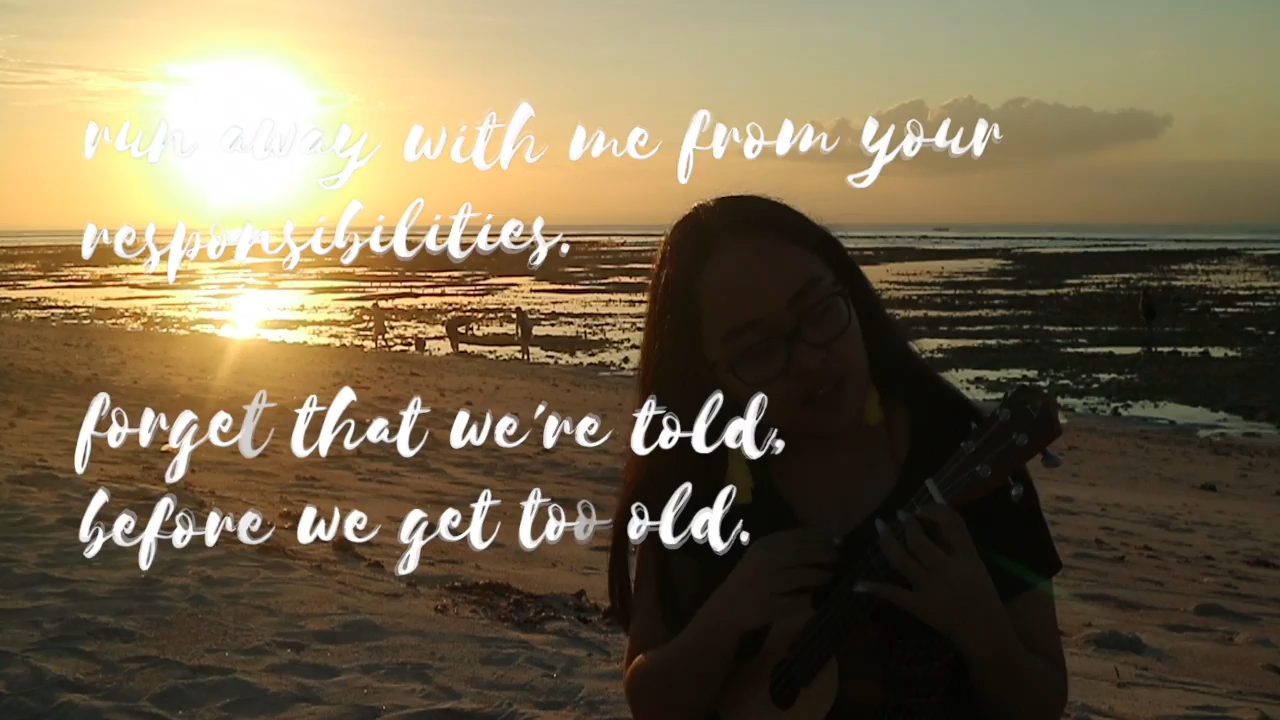 run away with me from your
responsibilities.
forget that we're told,
before we get too old.